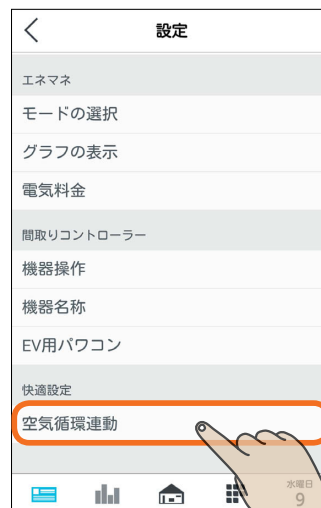 設定
エネマネ
モードの選択
グラフの表示
電気料金
間取りコントローラー
機器操作
機器名称
EV用パワコン
快適設定
空気循環連動
水曜日
9